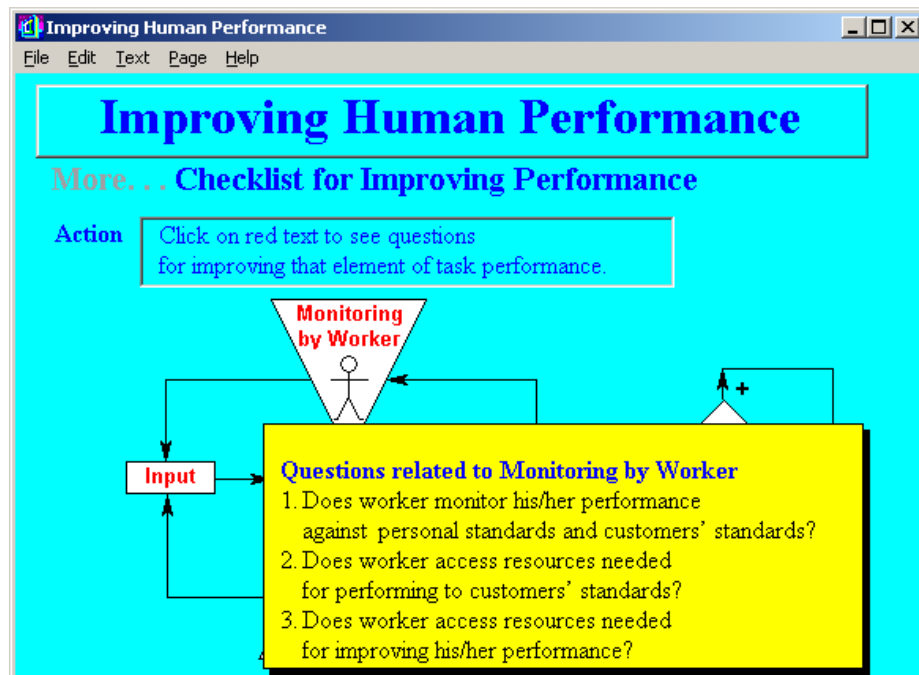 Improving Human Performance
File Edit Text Page Help
Improving Human Performance
More. . . Checklist for Improving Performance
Action
Click on red text to see questions
for improving that element of task performance.
Monitoring
by Worker
+
Input
Questions related to Monitoring by Worker
1. Does worker monitor his/her performance
against personal standards and customers’ standards?
2. Does worker access resources needed
for performing to customers’ standards?
3. Does worker access resources needed
for improving his/her performance?